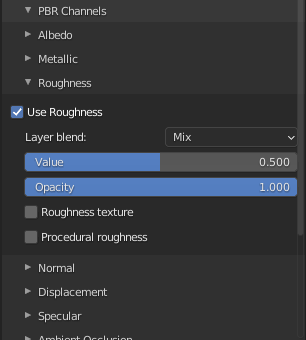 PBR Channels
Albedo
Metallic
Roughness
Use Roughness
Layer blend: Mix
Value 0.500
Opacity 1.000
Roughness texture
Procedural roughness
Normal
Displacement
Specular
Ambient Occlusion